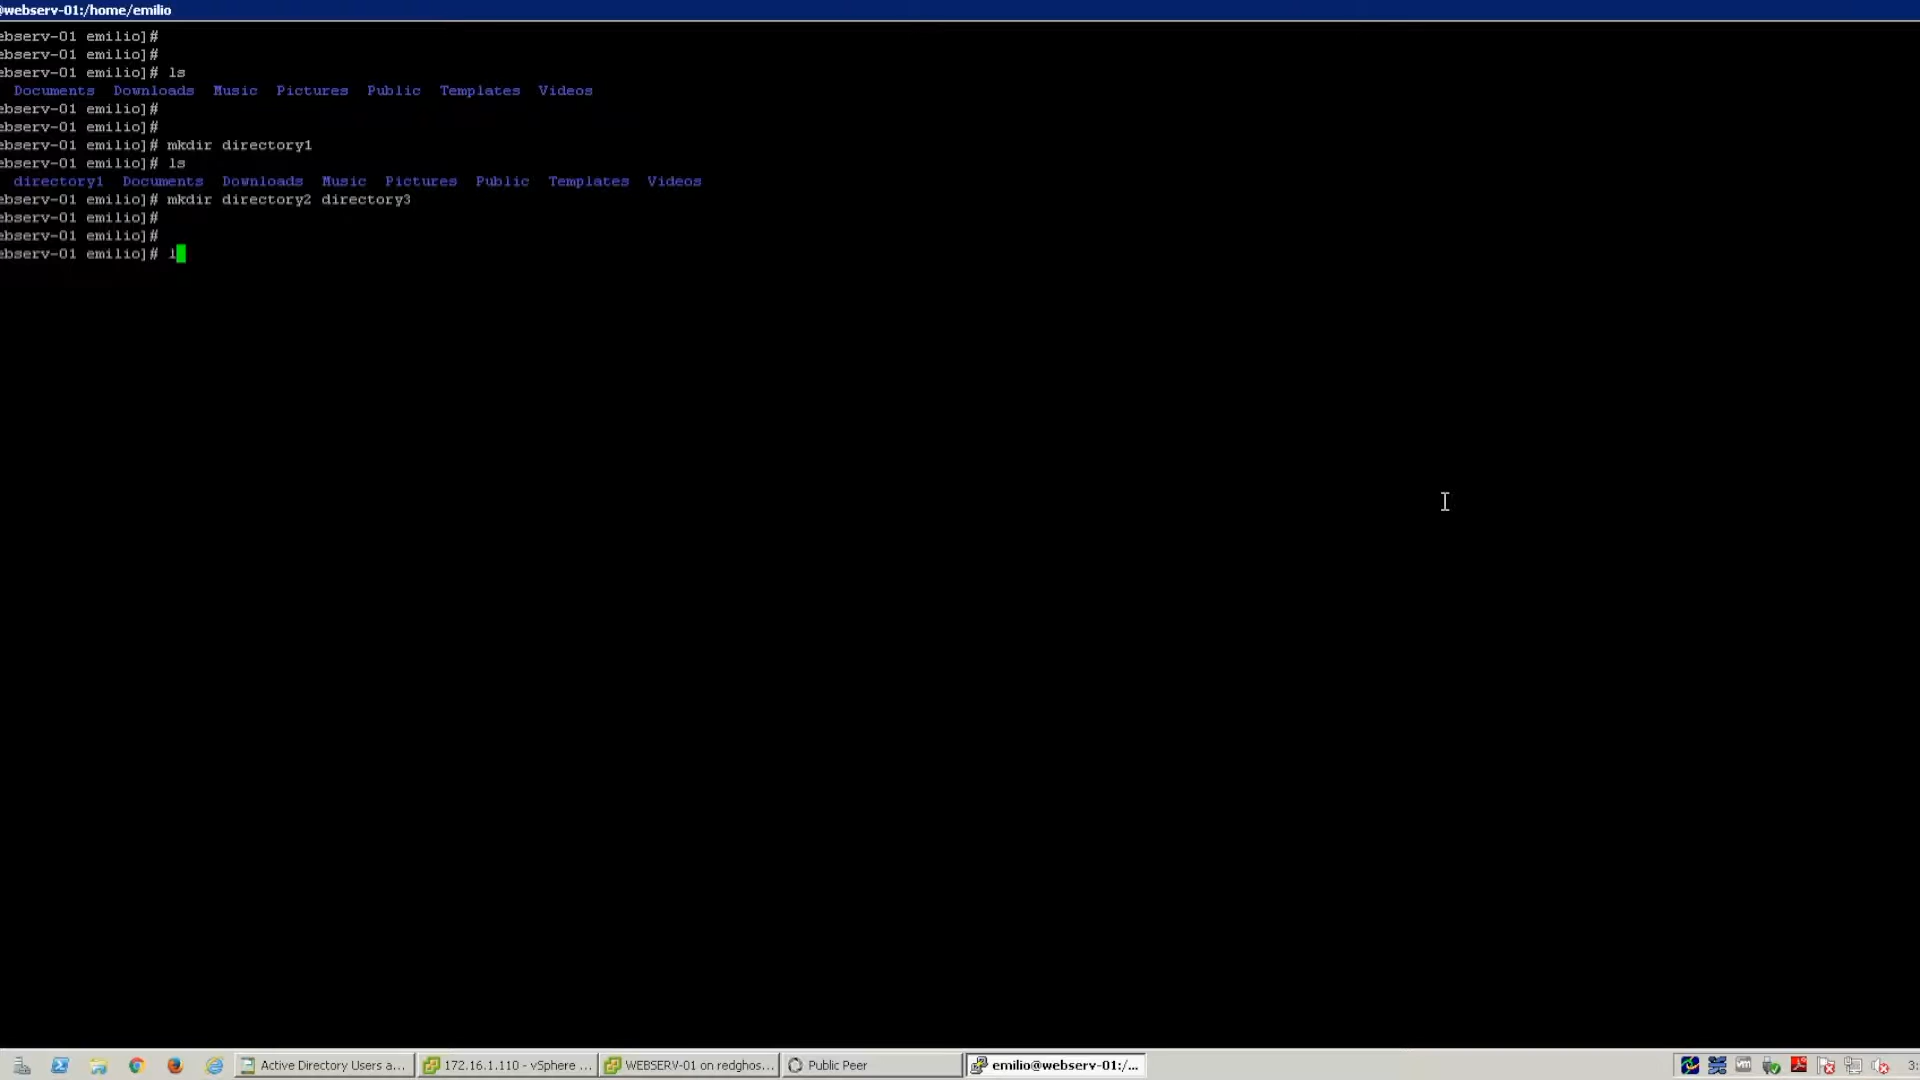 @webserv-01:/home/emilio
ebserv-01 emilio]#
ebserv-01 emilio]#
ebserv-01 emilio]# ls
Documents  Downloads  Music  Pictures  Public  Templates  Videos
ebserv-01 emilio]#
ebserv-01 emilio]#
ebserv-01 emilio]# mkdir directory1
ebserv-01 emilio]# ls
directory1  Documents  Downloads  Music  Pictures  Public  Templates  Videos
ebserv-01 emilio]# mkdir directory2 directory3
ebserv-01 emilio]#
ebserv-01 emilio]#
ebserv-01 emilio]# l
Active Directory Users a... 172.16.1.110 - vSphere ... WEBSERV-01 on redghos... Public Peer emilio@webserv-01:/... 3: